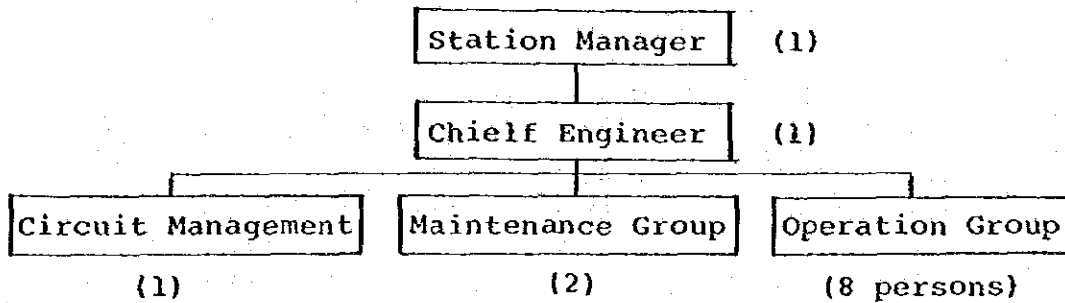 Station Manager (1)
Chielf Engineer (1)
Circuit Management Maintenance Group Operation Group
(1) (2) (8 persons)